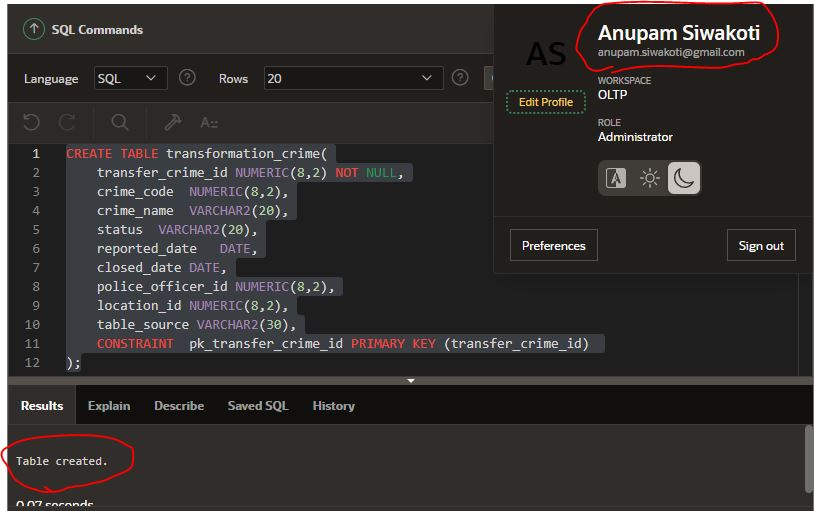 SQL Commands
Language SQL Rows 20
1 CREATE TABLE transformation_crime(
2 transfer_crime_id NUMERIC(8,2) NOT NULL,
3 crime_code NUMERIC(8,2),
4 crime_name VARCHAR2(20),
5 status VARCHAR2(20),
6 reported_date DATE,
7 closed_date DATE,
8 police_officer_id NUMERIC(8,2),
9 location_id NUMERIC(8,2),
10 table_source VARCHAR2(30),
11 CONSTRAINT pk_transfer_crime_id PRIMARY KEY (transfer_crime_id)
12 );
AS
Edit Profile
Anupam Siwakoti
anupam.siwakoti@gmail.com
WORKSPACE
OLTP
ROLE
Administrator
Preferences Sign out
Results Explain Describe Saved SQL History
Table created.
0.07 seconds